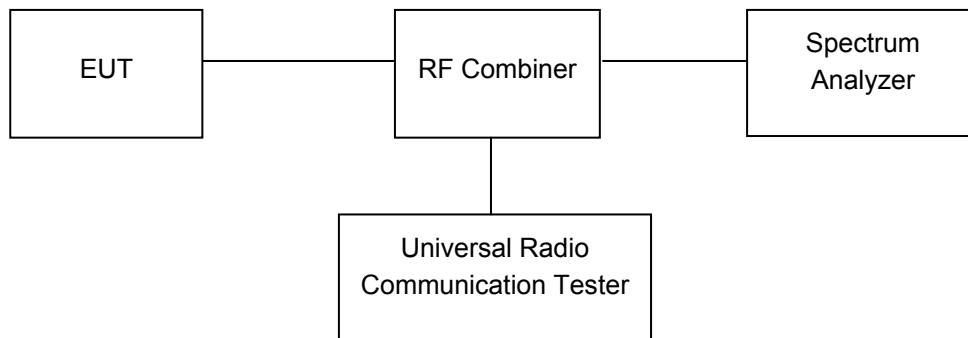 EUT
RF Combiner
Spectrum
Analyzer
Universal Radio
Communication Tester